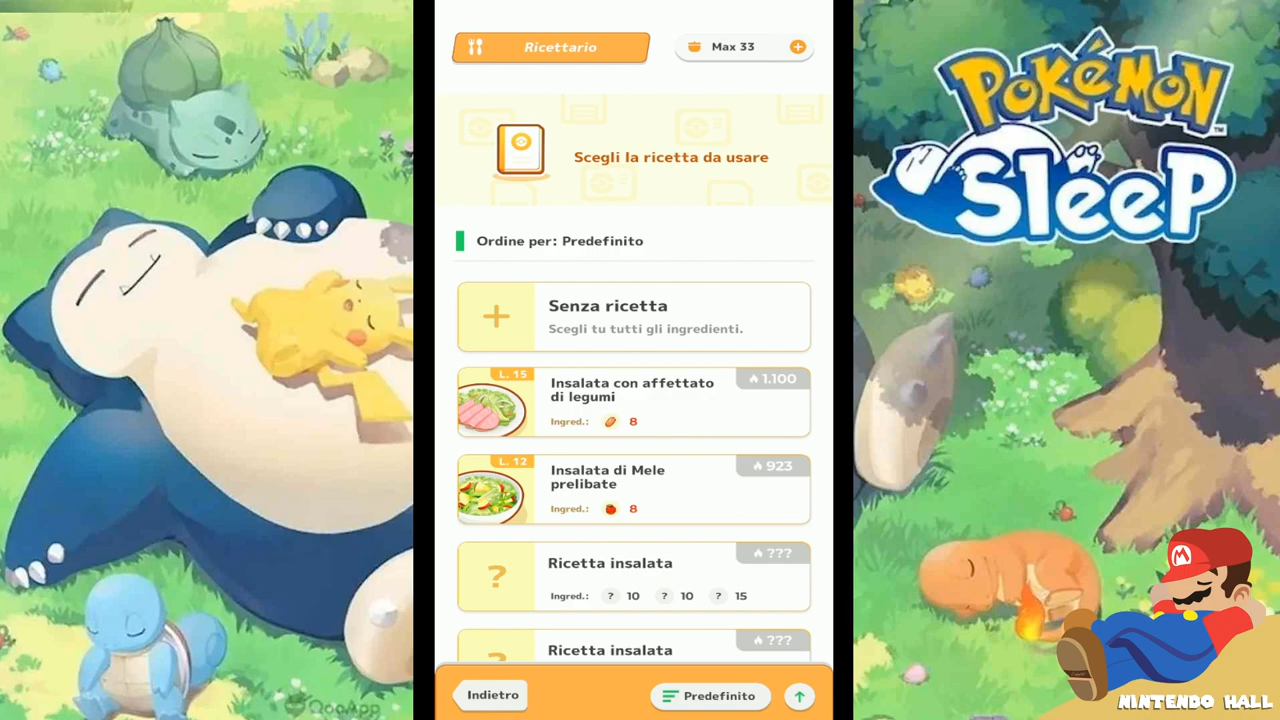 Ricettario
Max 33
Scegli la ricetta da usare
Ordine per: Predefinito
Senza ricetta
Scegli tu tutti gli ingredienti.
L. 15
Insalata con affettato
di legumi
1.100
Ingred.: 8
L. 12
Insalata di Mele
prelibate
923
Ingred.: 8
Ricetta insalata
???
?
Ingred.: ? 10 ? 10 ? 15
Ricetta insalata
???
?
Indietro
Predefinito
POKéMON
TM
Sleep
M
NINTENDO HALL
QooApp